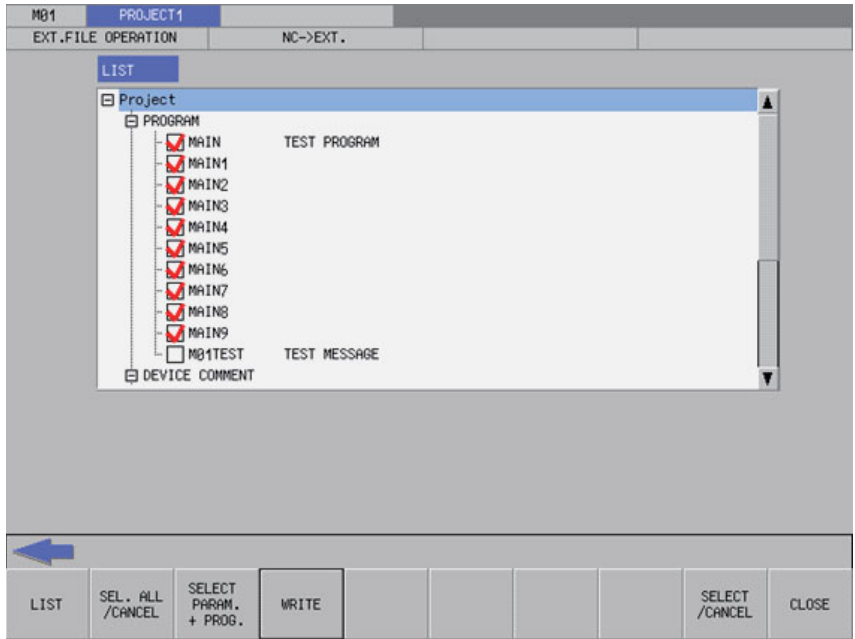 M01 PROJECT1
EXT.FILE OPERATION NC->EXT.
LIST
Project
PROGRAM
MAIN TEST PROGRAM
MAIN1
MAIN2
MAIN3
MAIN4
MAIN5
MAIN6
MAIN7
MAIN8
MAIN9
M01TEST TEST MESSAGE
DEVICE COMMENT
LIST
SEL. ALL
/CANCEL
SELECT
PARAM.
+ PROG.
WRITE
SELECT
/CANCEL
CLOSE